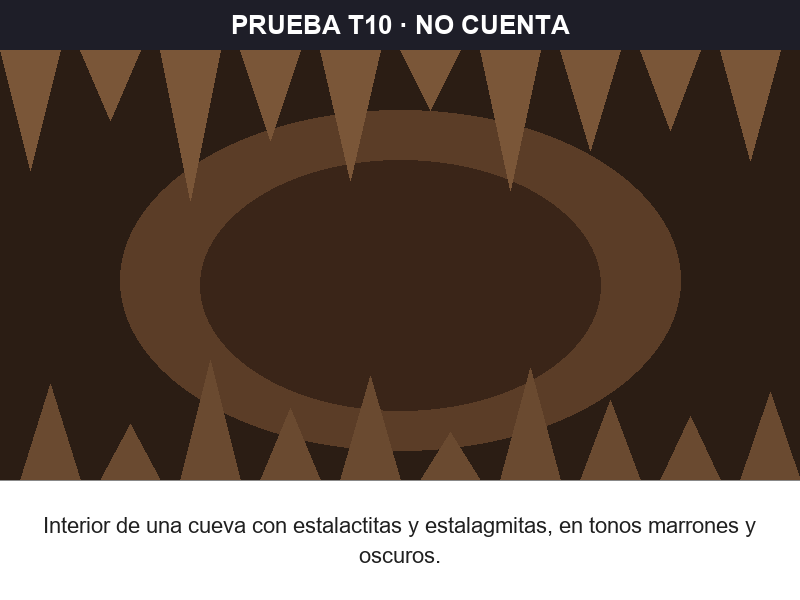 PRUEBA T10 · NO CUENTA
Interior de una cueva con estalactitas y estalagmitas, en tonos marrones y
oscuros.